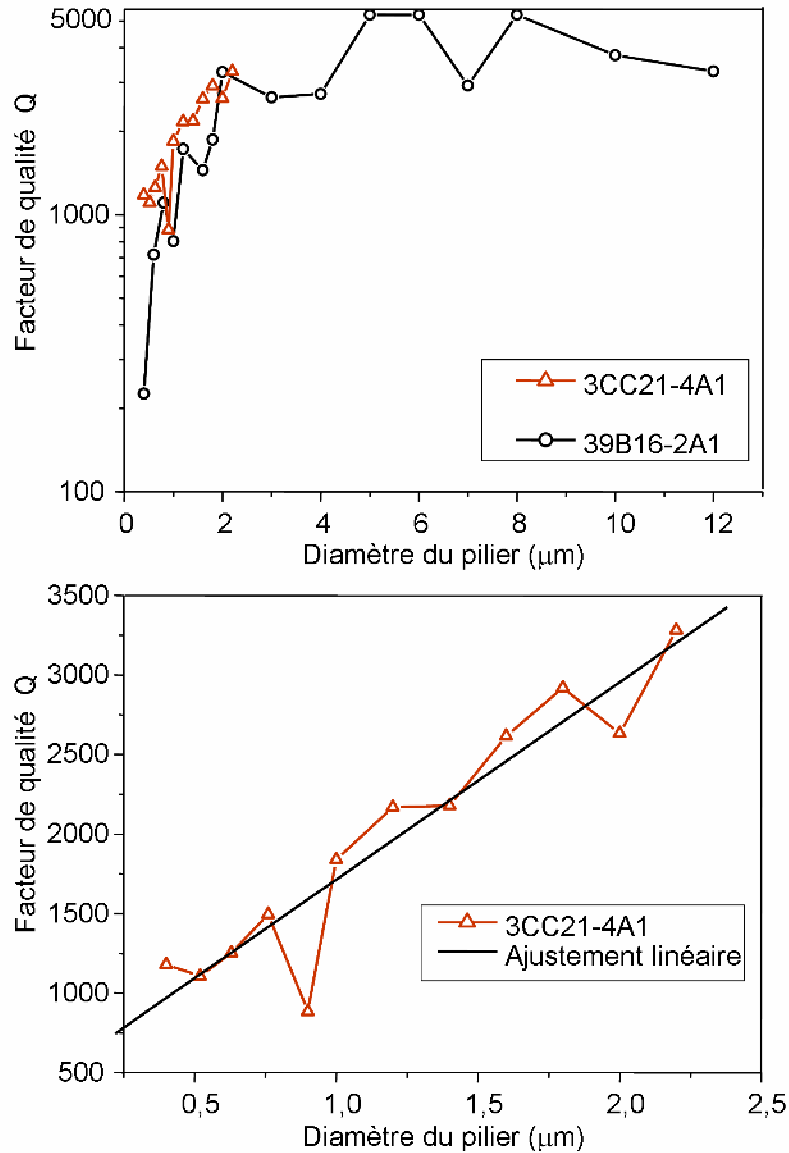 5000
1000
100
Facteur de qualité Q
3CC21-4A1
39B16-2A1
0 2 4 6 8 10 12
Diamètre du pilier (µm)
3500
3000
2500
2000
1500
1000
500
Facteur de qualité Q
3CC21-4A1
Ajustement linéaire
0,5 1,0 1,5 2,0 2,5
Diamètre du pilier (µm)